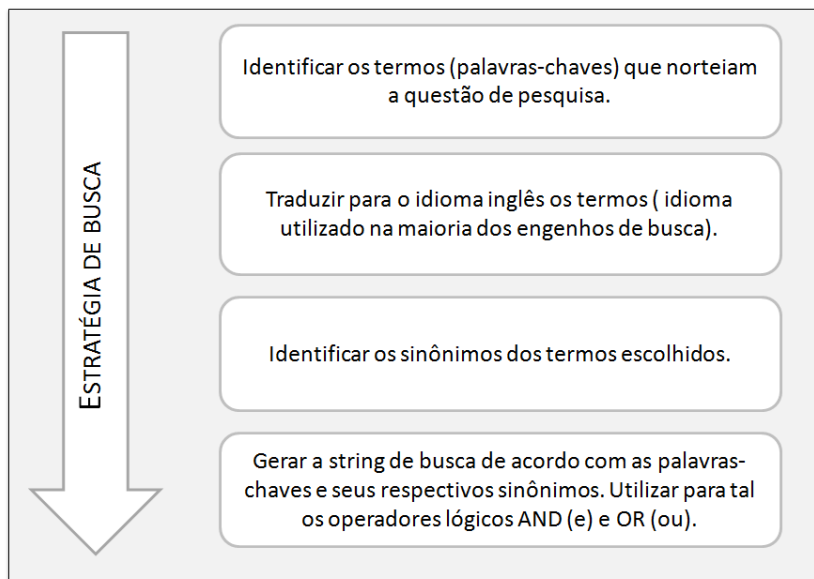 ESTRATÉGIA DE BUSCA
Identificar os termos (palavras-chaves) que norteiam
a questão de pesquisa.
Traduzir para o idioma inglês os termos ( idioma
utilizado na maioria dos engenhos de busca).
Identificar os sinônimos dos termos escolhidos.
Gerar a string de busca de acordo com as palavras-
chaves e seus respectivos sinônimos. Utilizar para tal
os operadores lógicos AND (e) e OR (ou).